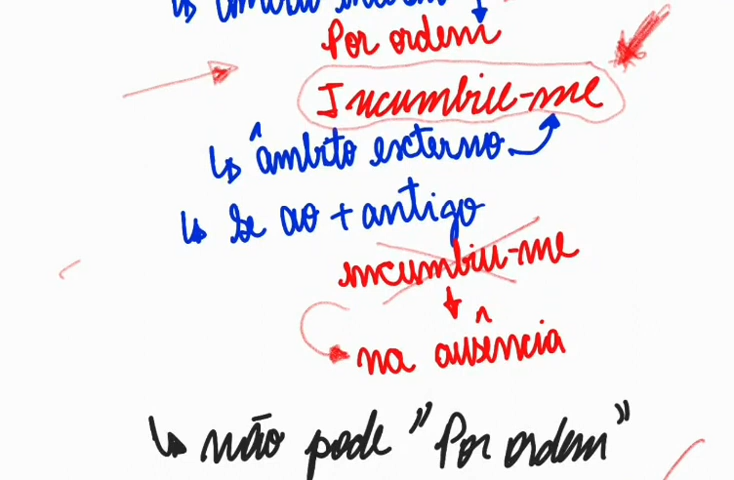 Por ordem
Incumbiu-me
↳ âmbito externo
↳ Se ao + antigo
incumbiu-me
na ausência
↳ não pode "Por ordem"